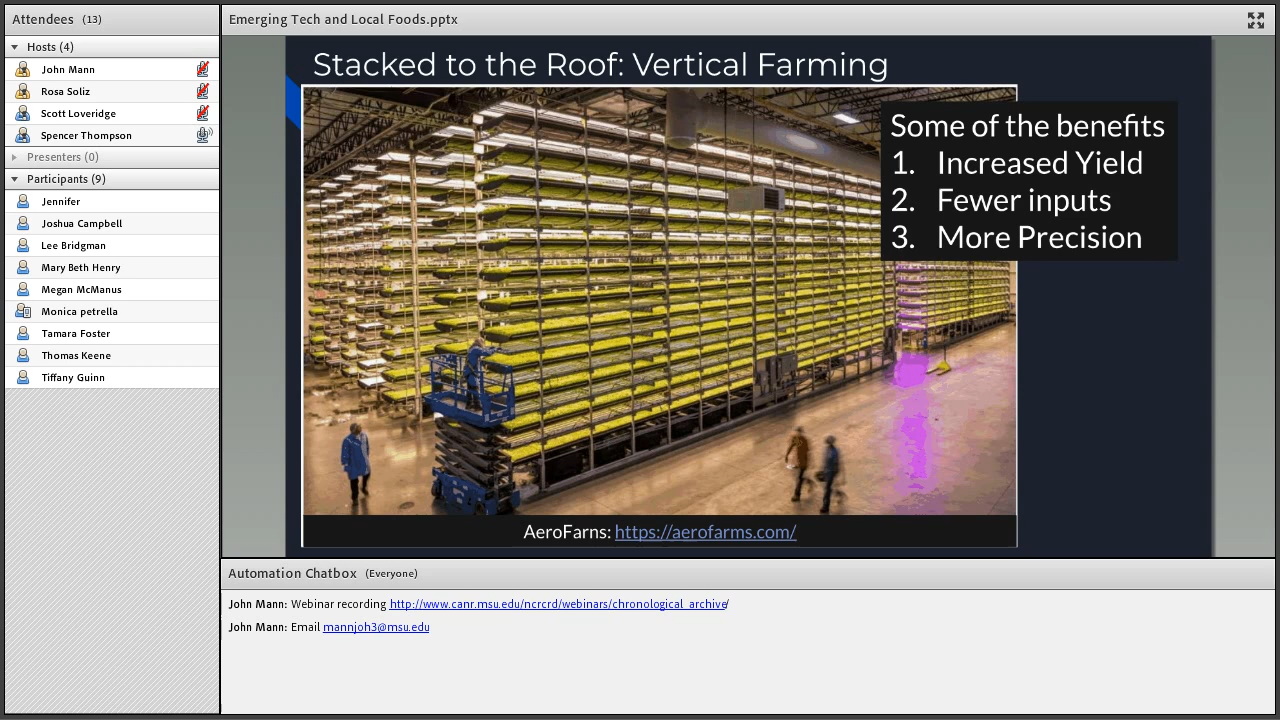 Attendees (13)
Hosts (4)
John Mann
Rosa Soliz
Scott Loveridge
Spencer Thompson
Presenters (0)
Participants (9)
Jennifer
Joshua Campbell
Lee Bridgman
Mary Beth Henry
Megan McManus
Monica petrella
Tamara Foster
Thomas Keene
Tiffany Guinn
Emerging Tech and Local Foods.pptx
Stacked to the Roof: Vertical Farming
Some of the benefits
1. Increased Yield
2. Fewer inputs
3. More Precision
AeroFarns: https://aerofarms.com/
Automation Chatbox (Everyone)
John Mann: Webinar recording http://www.canr.msu.edu/ncrcrd/webinars/chronological_archive/
John Mann: Email mannjoh3@msu.edu